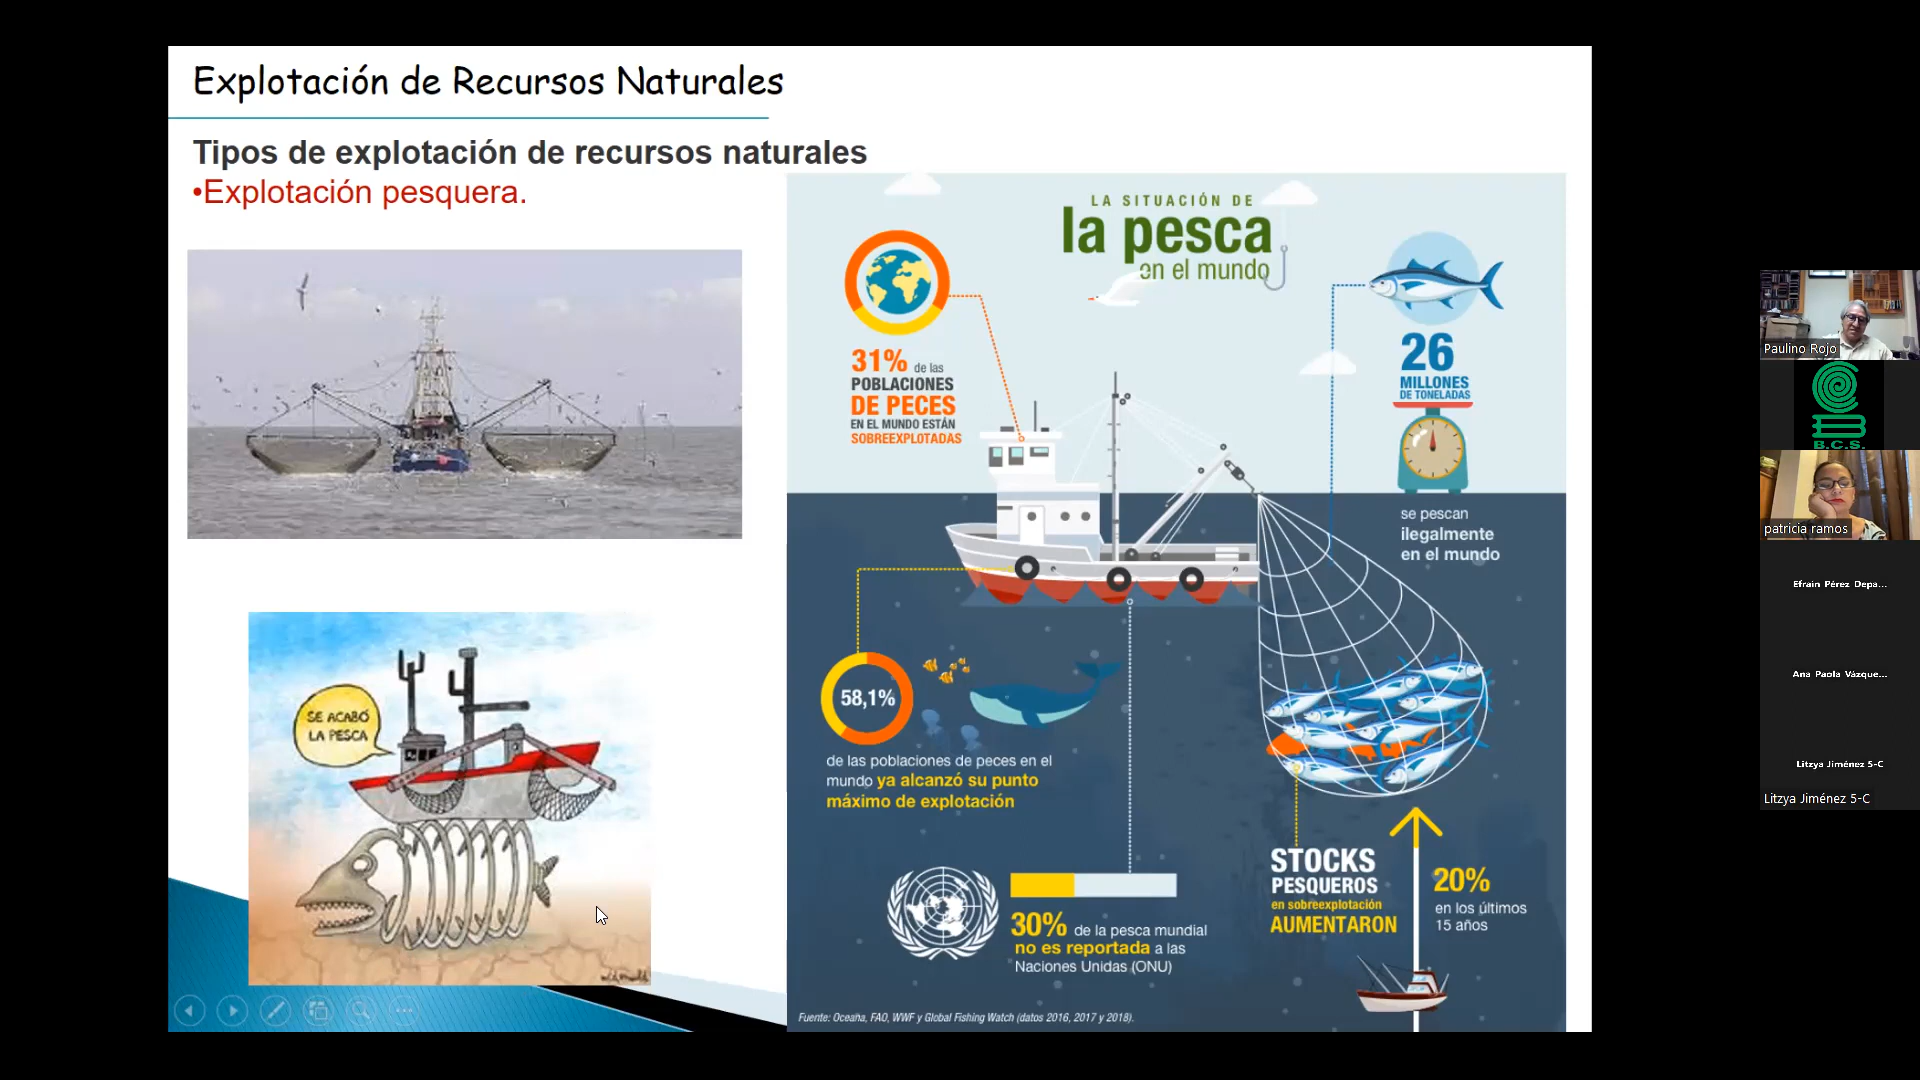 Explotación de Recursos Naturales
Tipos de explotación de recursos naturales
•Explotación pesquera.
SE ACABÓ
LA PESCA
LA SITUACIÓN DE
la pesca
en el mundo
31% de las
POBLACIONES
DE PECES
EN EL MUNDO ESTÁN
SOBREEXPLOTADAS
26
MILLONES
DE TONELADAS
se pescan
ilegalmente
en el mundo
58,1%
de las poblaciones de peces en el
mundo ya alcanzó su punto
máximo de explotación
30% de la pesca mundial
no es reportada a las
Naciones Unidas (ONU)
STOCKS
PESQUEROS
en sobreexplotación
AUMENTARON
20%
en los últimos
15 años
Fuente: Oceana, FAO, WWF y Global Fishing Watch (datos 2016, 2017 y 2018).
Paulino Rojo
B.C.S.
patricia ramos
Efraín Pérez Depa...
Ana Paola Vázque...
Litzya Jiménez 5-C
Litzya Jiménez 5-C